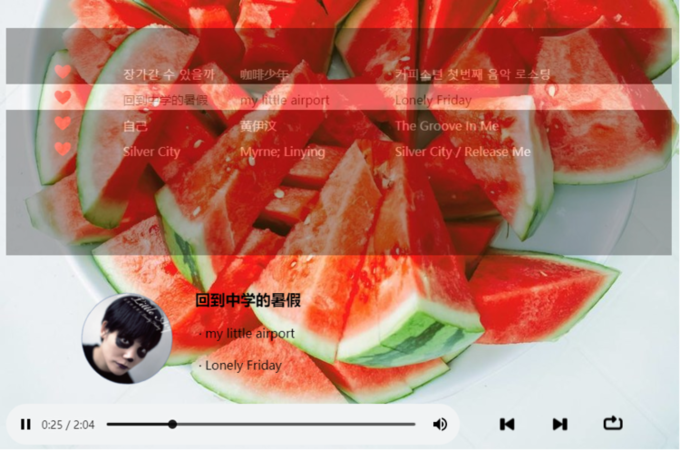 장가갈 수 있을까 咖啡少年 커피소년 첫번째 음악 로스팅
回到中学的暑假 my little airport Lonely Friday
自己 黄伊汶 The Groove In Me
Silver City Myrne; Linying Silver City / Release Me
回到中学的暑假
· my little airport
· Lonely Friday
0:25 / 2:04